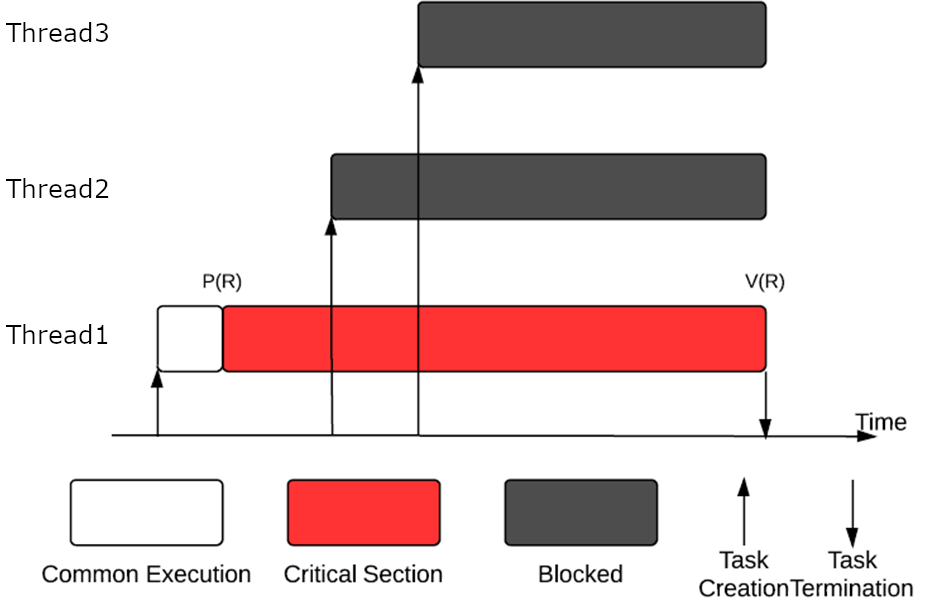 Thread3
Thread2
P(R)
V(R)
Thread1
Time
Common Execution
Critical Section
Blocked
Task
Creation
Task
Termination